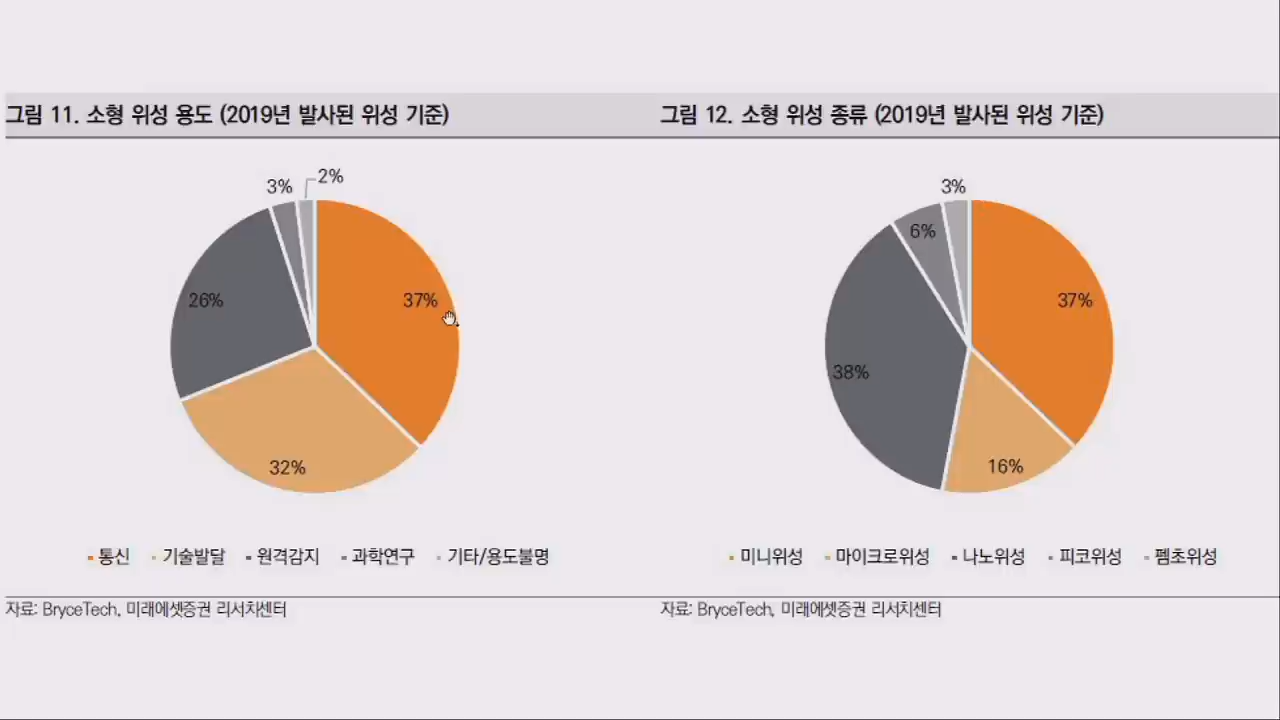 그림 11. 소형 위성 용도 (2019년 발사된 위성 기준)
3%
2%
37%
26%
32%
통신 기술발달 원격감지 과학연구 기타/용도불명
자료: BryceTech, 미래에셋증권 리서치센터
그림 12. 소형 위성 종류 (2019년 발사된 위성 기준)
3%
6%
37%
38%
16%
미니위성 마이크로위성 나노위성 피코위성 펨초위성
자료: BryceTech, 미래에셋증권 리서치센터